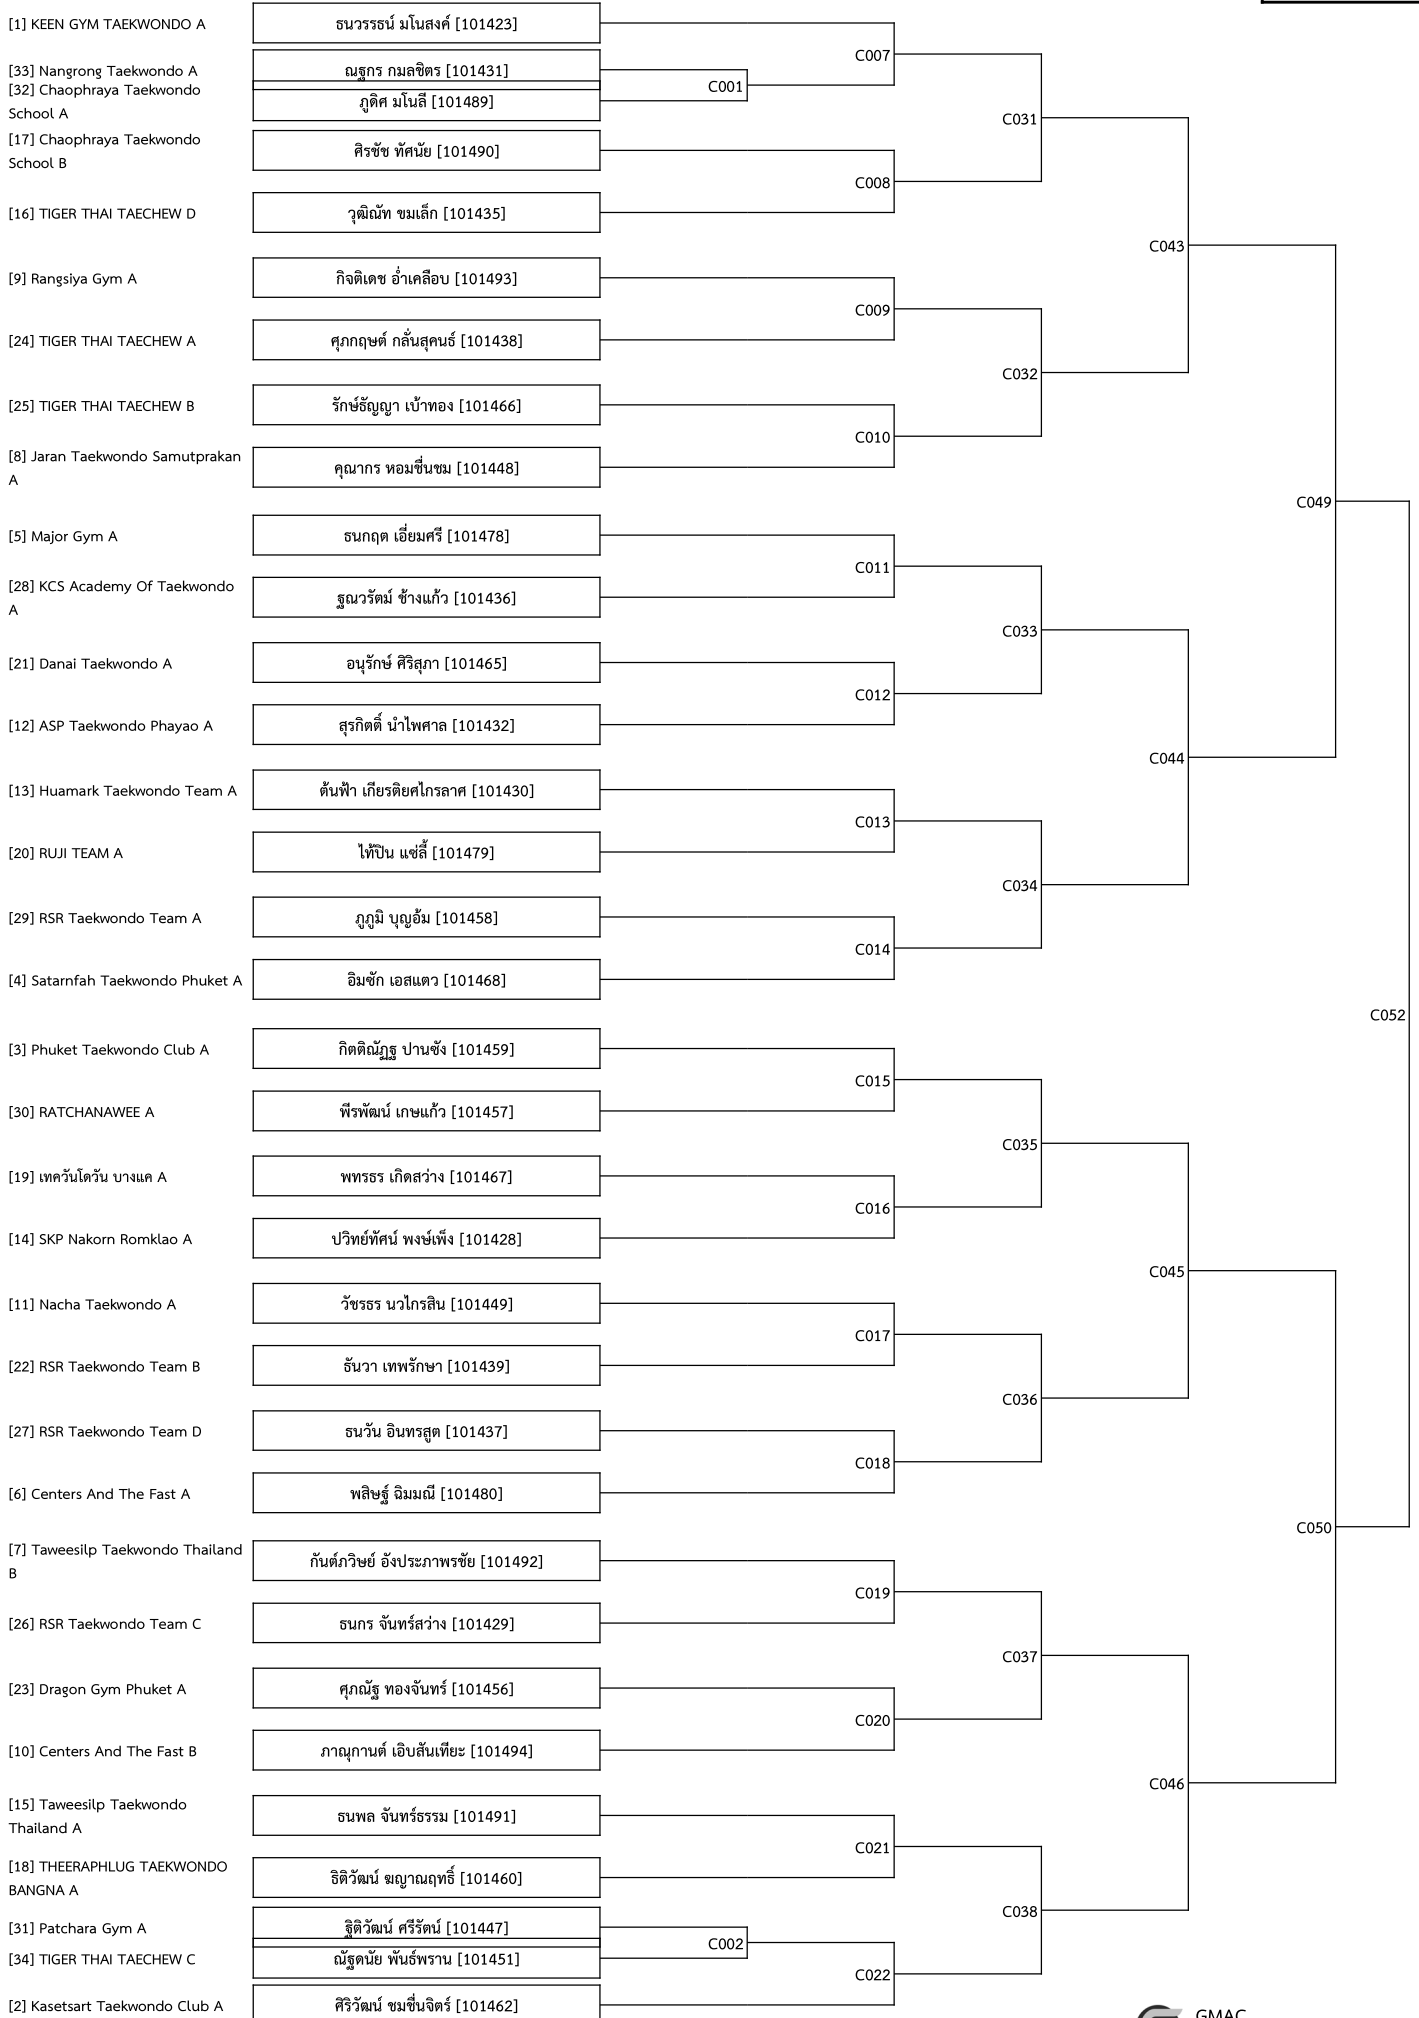 [1] KEEN GYM TAEKWONDO A
ธนวรรธน์ มโนสงค์ [101423]
C007
[33] Nangrong Taekwondo A
ณฐกร กมลชิตร [101431]
C001
[32] Chaophraya Taekwondo
School A
ภูดิศ มโนลี [101489]
C031
[17] Chaophraya Taekwondo
School B
ศิรชัช ทัศนัย [101490]
C008
[16] TIGER THAI TAECHEW D
วุฒิณัท ขมเล็ก [101435]
C043
[9] Rangsiya Gym A
กิจติเดช อ่ำเคลือบ [101493]
C009
[24] TIGER THAI TAECHEW A
ศุภกฤษต์ กลั่นสุคนธ์ [101438]
C032
[25] TIGER THAI TAECHEW B
รักษ์ธัญญา เบ้าทอง [101466]
C010
[8] Jaran Taekwondo Samutprakan
A
คุณากร หอมชื่นชม [101448]
C049
[5] Major Gym A
ธนกฤต เอี่ยมศรี [101478]
C011
[28] KCS Academy Of Taekwondo
A
ฐณวรัตม์ ช้างแก้ว [101436]
C033
[21] Danai Taekwondo A
อนุรักษ์ ศิริสุภา [101465]
C012
[12] ASP Taekwondo Phayao A
สุรกิตติ์ นำไพศาล [101432]
C044
[13] Huamark Taekwondo Team A
ต้นฟ้า เกียรติยศไกรลาศ [101430]
C013
[20] RUJI TEAM A
ไท้ปิน แซ่ลี้ [101479]
C034
[29] RSR Taekwondo Team A
ภูภูมิ บุญอ้ม [101458]
C014
[4] Satarnfah Taekwondo Phuket A
อิมซัก เอสแตว [101468]
C052
[3] Phuket Taekwondo Club A
กิตติณัฏฐ ปานซัง [101459]
C015
[30] RATCHANAWEE A
พีรพัฒน์ เกษแก้ว [101457]
C035
[19] เทควันโดวัน บางแค A
พทรธร เกิดสว่าง [101467]
C016
[14] SKP Nakorn Romklao A
ปวิทย์ทัศน์ พงษ์เพ็ง [101428]
C045
[11] Nacha Taekwondo A
วัชรธร นวไกรสิน [101449]
C017
[22] RSR Taekwondo Team B
ธันวา เทพรักษา [101439]
C036
[27] RSR Taekwondo Team D
ธนวัน อินทรสูต [101437]
C018
[6] Centers And The Fast A
พสิษฐ์ ฉิมมณี [101480]
C050
[7] Taweesilp Taekwondo Thailand
B
กันต์ภวิษย์ อังประภาพรชัย [101492]
C019
[26] RSR Taekwondo Team C
ธนกร จันทร์สว่าง [101429]
C037
[23] Dragon Gym Phuket A
ศุภณัฐ ทองจันทร์ [101456]
C020
[10] Centers And The Fast B
ภาณุกานต์ เอิบสันเทียะ [101494]
C046
[15] Taweesilp Taekwondo
Thailand A
ธนพล จันทร์ธรรม [101491]
C021
[18] THEERAPHLUG TAEKWONDO
BANGNA A
ธิติวัฒน์ ฆญาณฤทธิ์ [101460]
C038
[31] Patchara Gym A
ฐิติวัฒน์ ศรีรัตน์ [101447]
C002
[34] TIGER THAI TAECHEW C
ณัฐดนัย พันธ์พราน [101451]
C022
[2] Kasetsart Taekwondo Club A
ศิริวัฒน์ ชมชื่นจิตร์ [101462]
GMAC